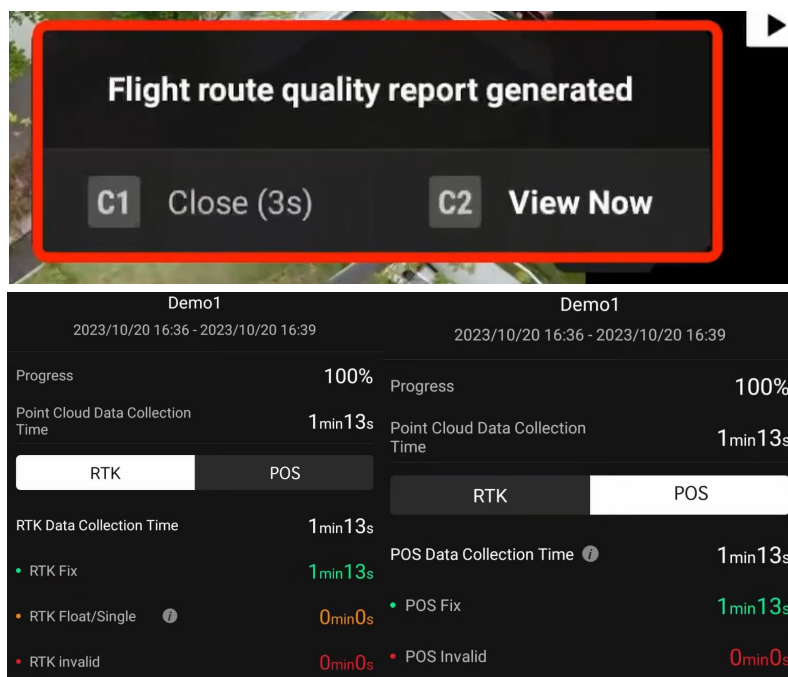 Flight route quality report generated
C1 Close (3s) C2 View Now
Demo1
2023/10/20 16:36 - 2023/10/20 16:39
Progress 100%
Point Cloud Data Collection
Time 1min13s
RTK POS
RTK Data Collection Time 1min13s
RTK Fix 1min13s
RTK Float/Single 0min0s
RTK invalid 0min0s
Demo1
2023/10/20 16:36 - 2023/10/20 16:39
Progress 100%
Point Cloud Data Collection
Time 1min13s
RTK POS
POS Data Collection Time 1min13s
POS Fix 1min13s
POS Invalid 0min0s